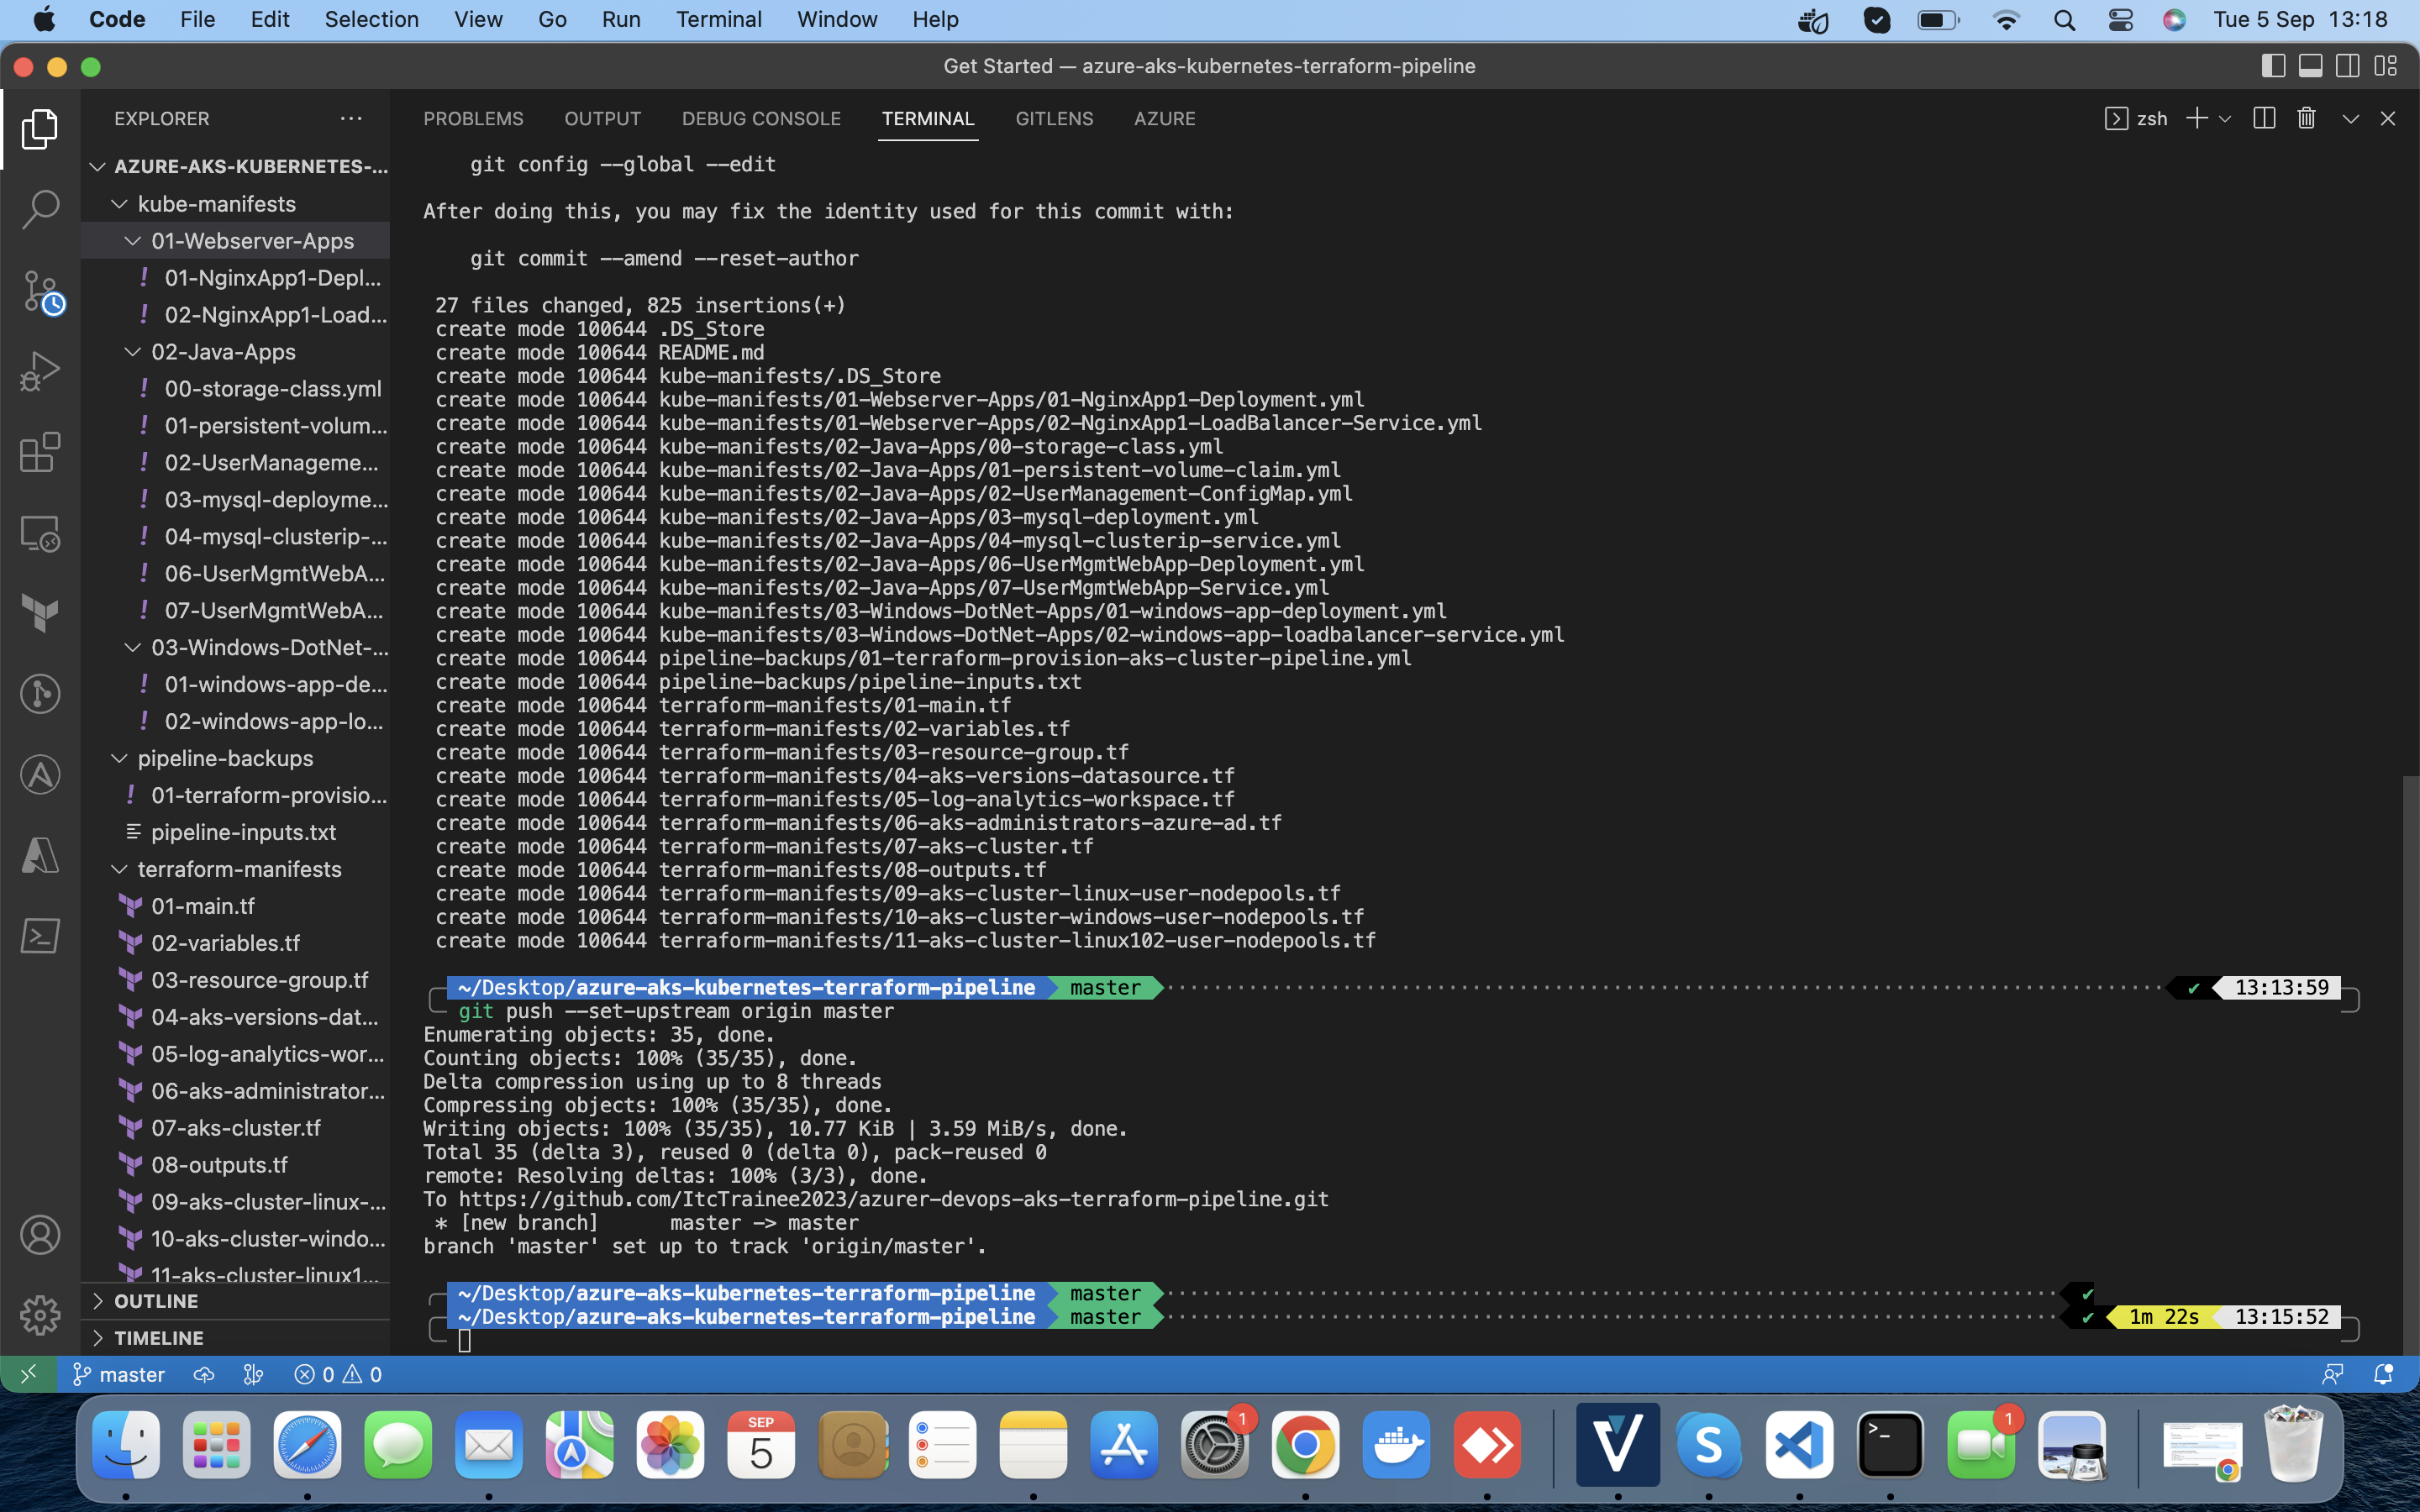 Code File Edit Selection View Go Run Terminal Window Help Tue 5 Sep 13:18
Get Started — azure-aks-kubernetes-terraform-pipeline
EXPLORER
AZURE-AKS-KUBERNETES-...
kube-manifests
01-Webserver-Apps
! 01-NginxApp1-Depl...
! 02-NginxApp1-Load...
02-Java-Apps
! 00-storage-class.yml
! 01-persistent-volum...
! 02-UserManageme...
! 03-mysql-deployme...
! 04-mysql-clusterip-...
! 06-UserMgmtWebA...
! 07-UserMgmtWebA...
03-Windows-DotNet-...
! 01-windows-app-de...
! 02-windows-app-lo...
pipeline-backups
! 01-terraform-provisio...
pipeline-inputs.txt
terraform-manifests
01-main.tf
02-variables.tf
03-resource-group.tf
04-aks-versions-dat...
05-log-analytics-wor...
06-aks-administrator...
07-aks-cluster.tf
08-outputs.tf
09-aks-cluster-linux-...
10-aks-cluster-windo...
11-aks-cluster-linux1...
OUTLINE
TIMELINE
PROBLEMS OUTPUT DEBUG CONSOLE TERMINAL GITLENS AZURE
zsh
git config --global --edit
After doing this, you may fix the identity used for this commit with:
git commit --amend --reset-author
27 files changed, 825 insertions(+)
create mode 100644 .DS_Store
create mode 100644 README.md
create mode 100644 kube-manifests/.DS_Store
create mode 100644 kube-manifests/01-Webserver-Apps/01-NginxApp1-Deployment.yml
create mode 100644 kube-manifests/01-Webserver-Apps/02-NginxApp1-LoadBalancer-Service.yml
create mode 100644 kube-manifests/02-Java-Apps/00-storage-class.yml
create mode 100644 kube-manifests/02-Java-Apps/01-persistent-volume-claim.yml
create mode 100644 kube-manifests/02-Java-Apps/02-UserManagement-ConfigMap.yml
create mode 100644 kube-manifests/02-Java-Apps/03-mysql-deployment.yml
create mode 100644 kube-manifests/02-Java-Apps/04-mysql-clusterip-service.yml
create mode 100644 kube-manifests/02-Java-Apps/06-UserMgmtWebApp-Deployment.yml
create mode 100644 kube-manifests/02-Java-Apps/07-UserMgmtWebApp-Service.yml
create mode 100644 kube-manifests/03-Windows-DotNet-Apps/01-windows-app-deployment.yml
create mode 100644 kube-manifests/03-Windows-DotNet-Apps/02-windows-app-loadbalancer-service.yml
create mode 100644 pipeline-backups/01-terraform-provision-aks-cluster-pipeline.yml
create mode 100644 pipeline-backups/pipeline-inputs.txt
create mode 100644 terraform-manifests/01-main.tf
create mode 100644 terraform-manifests/02-variables.tf
create mode 100644 terraform-manifests/03-resource-group.tf
create mode 100644 terraform-manifests/04-aks-versions-datasource.tf
create mode 100644 terraform-manifests/05-log-analytics-workspace.tf
create mode 100644 terraform-manifests/06-aks-administrators-azure-ad.tf
create mode 100644 terraform-manifests/07-aks-cluster.tf
create mode 100644 terraform-manifests/08-outputs.tf
create mode 100644 terraform-manifests/09-aks-cluster-linux-user-nodepools.tf
create mode 100644 terraform-manifests/10-aks-cluster-windows-user-nodepools.tf
create mode 100644 terraform-manifests/11-aks-cluster-linux102-user-nodepools.tf
~/Desktop/azure-aks-kubernetes-terraform-pipeline master ✔ 13:13:59
git push --set-upstream origin master
Enumerating objects: 35, done.
Counting objects: 100% (35/35), done.
Delta compression using up to 8 threads
Compressing objects: 100% (35/35), done.
Writing objects: 100% (35/35), 10.77 KiB | 3.59 MiB/s, done.
Total 35 (delta 3), reused 0 (delta 0), pack-reused 0
remote: Resolving deltas: 100% (3/3), done.
To https://github.com/ItcTrainee2023/azurer-devops-aks-terraform-pipeline.git
* [new branch] master -> master
branch 'master' set up to track 'origin/master'.
~/Desktop/azure-aks-kubernetes-terraform-pipeline master ✔
~/Desktop/azure-aks-kubernetes-terraform-pipeline master ✔ 1m 22s 13:15:52
master 0 0
SEP
5
1
1